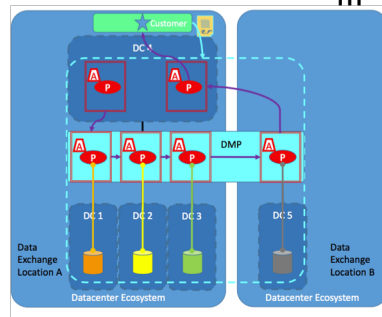 Customer
DC 4
A
A
P
P
A
A
A
DMP
A
P
P
P
P
DC 1
DC 2
DC 3
DC 5
Data
Exchange
Location A
Data
Exchange
Location B
Datacenter Ecosystem
Datacenter Ecosystem